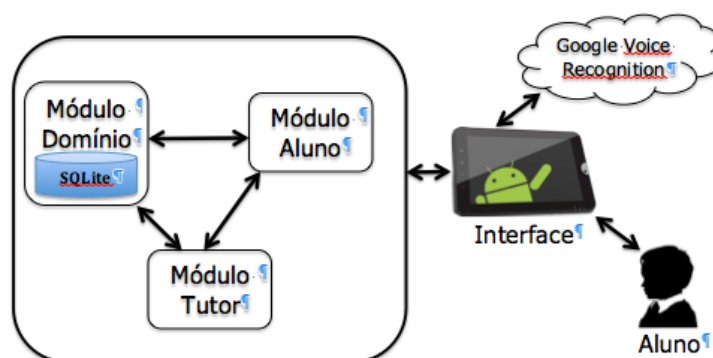 Google Voice
Recognition¶
Módulo ¶
Domínio¶
SQLite¶
Módulo ¶
Aluno¶
Interface¶
Módulo ¶
Tutor¶
Aluno¶